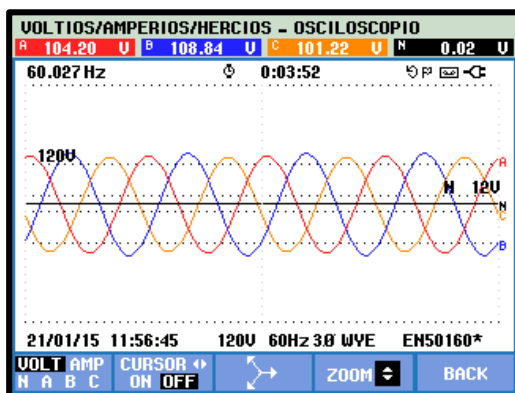 VOLTIOS/AMPERIOS/HERCIOS - OSCILOSCOPIO
A 104.20 V B 108.84 V C 101.22 V N 0.02 V
60.027 Hz 0:03:52
120V A
N 12V
N
C
B
21/01/15 11:56:45 120V 60Hz 3Ø WYE EN50160*
VOLT AMP CURSOR
N A B C ON OFF ZOOM BACK